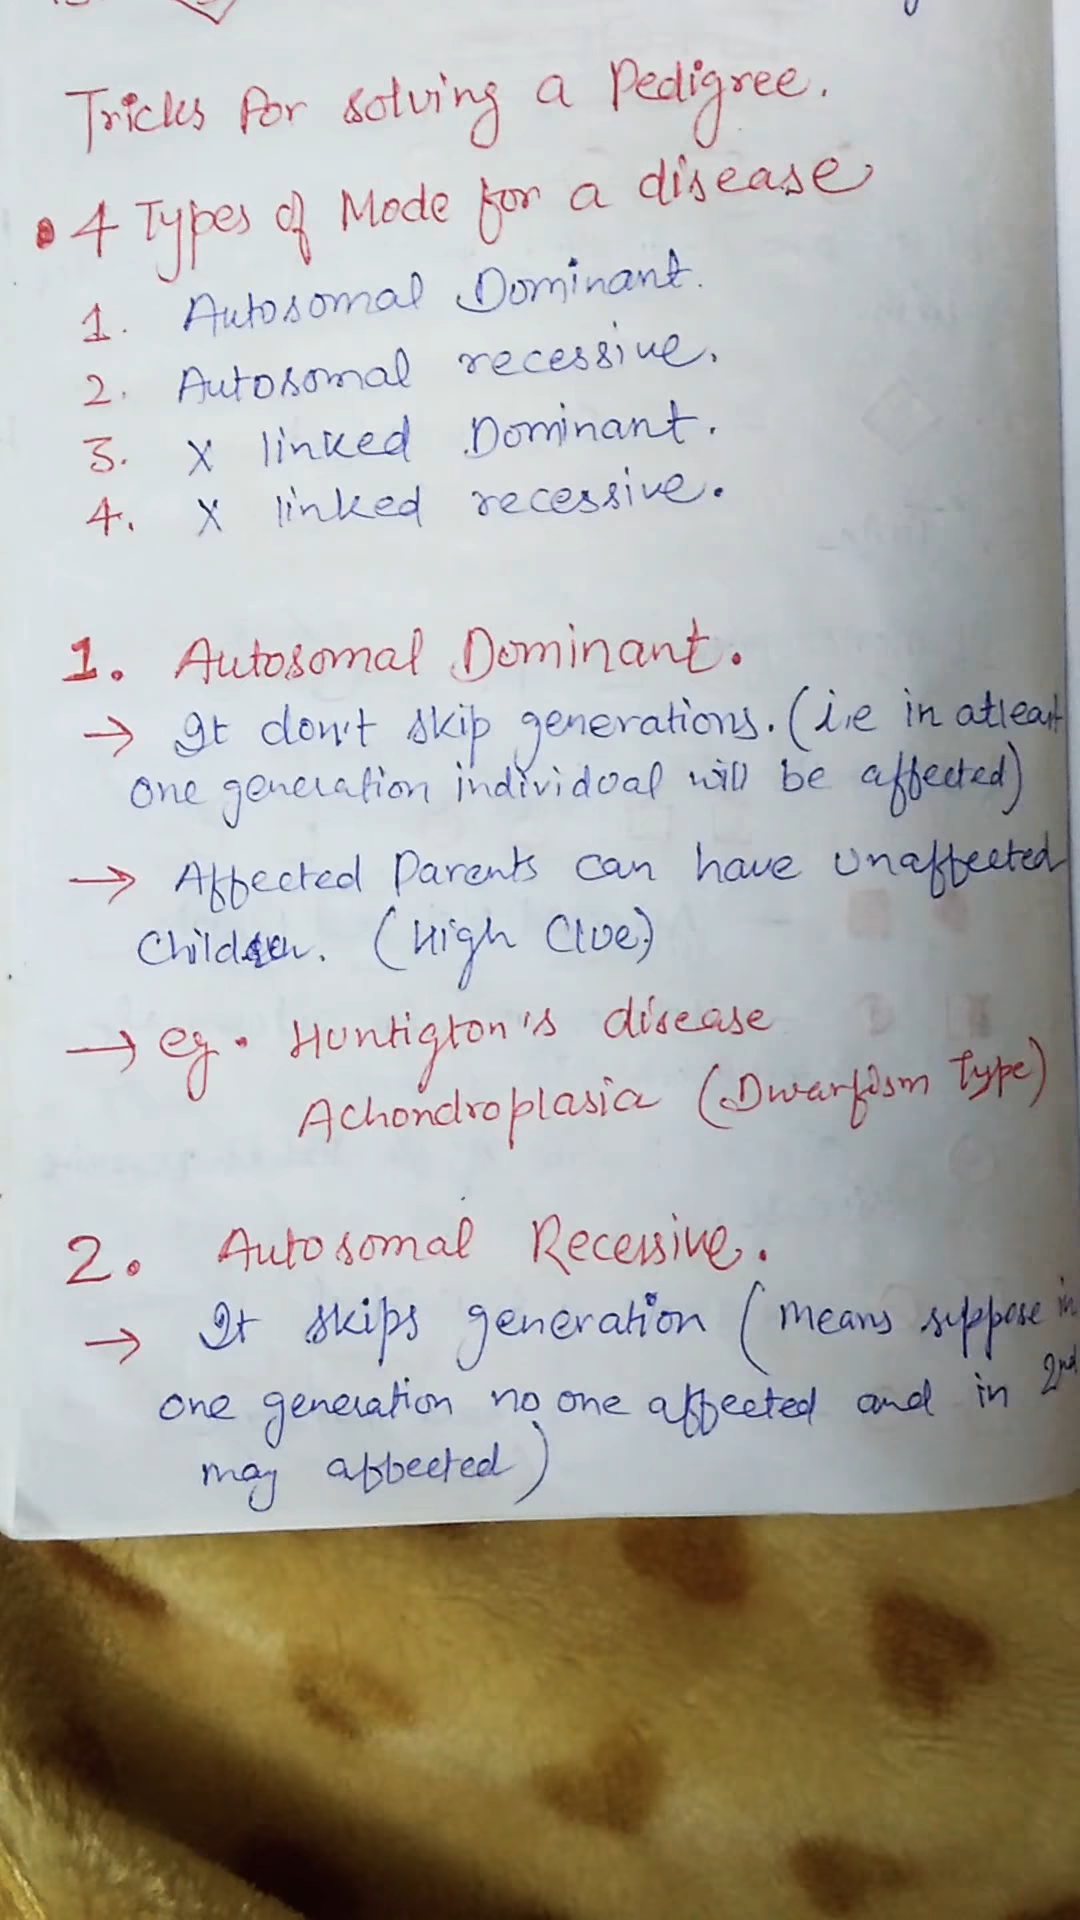 Tricks for solving a Pedigree.
• 4 Types of Mode for a disease
1. Autosomal Dominant.
2. Autosomal recessive.
3. X linked Dominant.
4. X linked recessive.
1. Autosomal Dominant.
→ It don't skip generations. (i.e in atleast
one generation individual will be affected)
→ Affected Parents can have unaffected
Children. (High Clue)
→ eg. Huntigton's disease
Achondroplasia (Dwarfism Type)
2. Autosomal Recessive.
→ It skips generation (means suppose in
one generation no one affected and in 2nd
may affected)